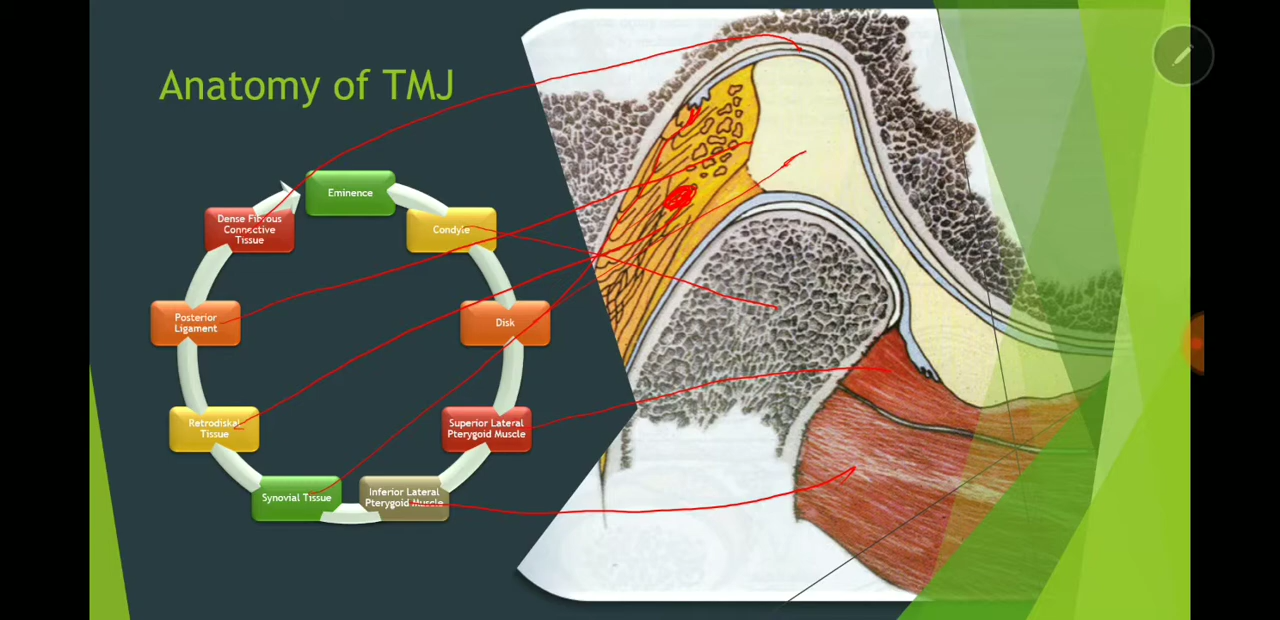 Anatomy of TMJ
Eminence
Condyle
Disk
Superior Lateral
Pterygoid Muscle
Inferior Lateral
Pterygoid Muscle
Synovial Tissue
Retrodiskal
Tissue
Posterior
Ligament
Dense Fibrous
Connective
Tissue